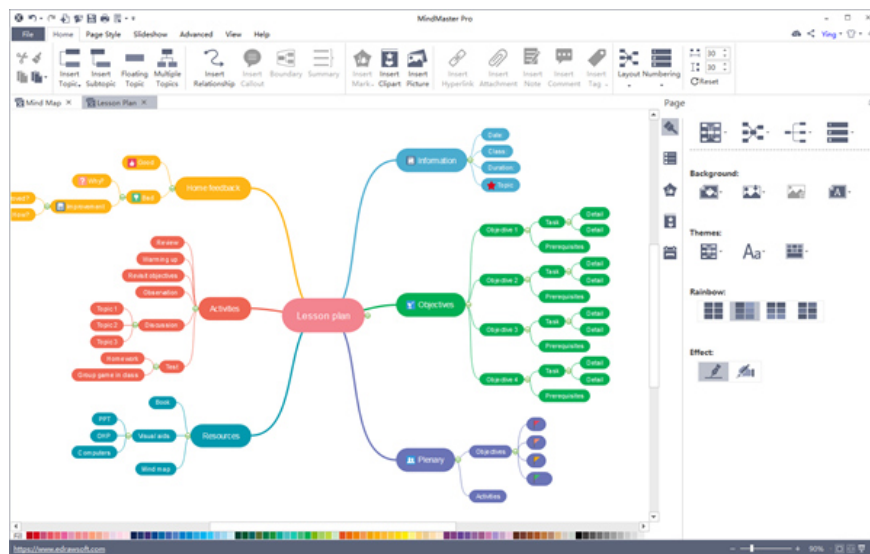 MindMaster Pro
File Home Page Style Slideshow Advanced View Help
Ying
Insert Topic
Insert Subtopic
Floating Topic
Multiple Topics
Insert Relationship
Insert Callout
Boundary
Summary
Insert Mark
Insert Clipart
Insert Picture
Insert Hyperlink
Insert Attachment
Insert Note
Insert Comment
Insert Tag
Layout
Numbering
30
30
Reset
Mind Map
Lesson Plan
Page
Background:
Themes:
Aa
Rainbow:
Effect:
Lesson plan
Home feedback
Good
Bad
Why?
Improvement
How?
Activities
Review
Warming up
Revisit objectives
Observation
Discussion
Topic 1
Topic 2
Topic 3
Test
Home work
Group game in class
Resources
Book
Visual aids
PPT
OHP
Computers
Mind map
Information
Date
Class
Duration
Topic
Objectives
Objective 1
Task
Detail
Detail
Prerequisites
Objective 2
Task
Detail
Detail
Prerequisites
Objective 3
Task
Detail
Detail
Prerequisites
Objective 4
Task
Detail
Detail
Prerequisites
Plenary
Objectives
Activities
Fill
https://www.edrawsoft.com
90%